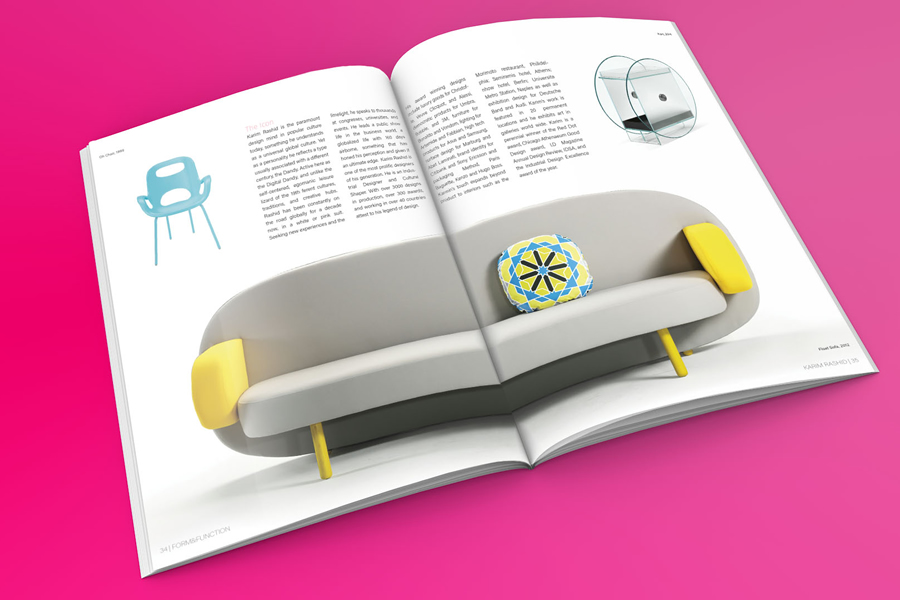 Oh Chair, 1999
The Icon
Karim Rashid is the paramount
design mind in popular culture
today, something he understands
as a universal global culture. Yet
as a personality he reflects a type
usually associated with a different
century, the Dandy. Active here as
the Digital Dandy, and unlike the
self-centered, egomaniac leisure
lizard of the 19th fewest cultures,
traditions, and creative hubs.
Rashid has been constantly on
the road globally for a decade
now, in a white or pink suit.
Seeking new experiences and the
limelight, he speaks to thousands
at congresses, universities, and
events. He leads a public show
life in the business world, a
globalized life with 160 days
airborne, something that has
honed his perception and given it
an ultimate edge. Karim Rashid is
one of the most prolific designers
of his generation. He is an Indus-
trial Designer and Cultural
Shaper. With over 3000 designs
in production, over 300 awards,
and working in over 40 countries
attest to his legend of design.
award winning designs
luxury goods for Christof-
Veuve Clicquot, and Alessi,
democratic products for Umbra,
and 3M, furniture for
and Vondom, lighting for
Artemide and Fabbian, high tech
products for Asus and Samsung,
surface design for Marburg and
Abet Laminati, brand identity for
Citibank and Sony Ericsson and
packaging for Method, Paris
Hugoette, Kenzo and Hugo Boss.
Karim's touch expands beyond
product to interiors such as the
Morimoto restaurant, Philadel-
phia, Semiramis hotel, Athens,
nhow hotel, Berlin, Universita
Metro Station, Naples as well as
exhibition design for Deutsche
Bank and Audi. Karim's work is
featured in 20 permanent
collections and he exhibits art in
galleries world wide. Karim is a
perennial winner of the Red Dot
award, Chicago Athenaeum Good
Design award, I.D. Magazine
Annual Design Review, IDSA, and
the Industrial Design Excellence
award of the year.
Float Sofa, 2012
34 | FORM&FUNCTION
KARIM RASHID | 35